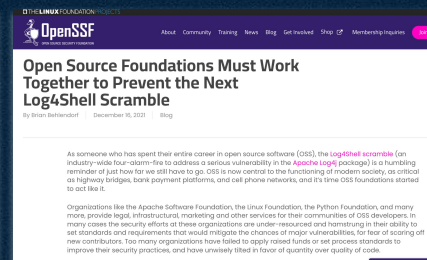 THE LINUX FOUNDATION PROJECTS
OpenSSF
OPEN SOURCE SECURITY FOUNDATION
About Community Training News Blog Get Involved Shop Membership Inquiries Join
Open Source Foundations Must Work
Together to Prevent the Next
Log4Shell Scramble
By Brian Behlendorf December 16, 2021 Blog
As someone who has spent their entire career in open source software (OSS), the Log4Shell scramble (an
industry-wide four-alarm-fire to address a serious vulnerability in the Apache Log4j package) is a humbling
reminder of just how far we still have to go. OSS is now central to the functioning of modern society, as critical
as highway bridges, bank payment platforms, and cell phone networks, and it's time OSS foundations started
to act like it.
Organizations like the Apache Software Foundation, the Linux Foundation, the Python Foundation, and many
more, provide legal, infrastructural, marketing and other services for their communities of OSS developers. In
many cases the security efforts at these organizations are under-resourced and hamstrung in their ability to
set standards and requirements that would mitigate the chances of major vulnerabilities, for fear of scaring off
new contributors. Too many organizations have failed to apply raised funds or set process standards to
improve their security practices, and have unwisely tilted in favor of quantity over quality of code.